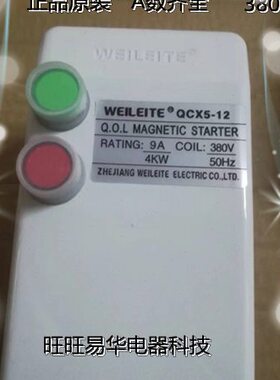 正品原装 A数齐全 380
WEILEITE®
WEILEITE® QCX5-12
Q.O.L MAGNETIC STARTER
RATING: 9A COIL: 380V
4KW 50Hz
ZHEJIANG WEILEITE ELECTRIC CO.,LTD.
旺旺易华电器科技